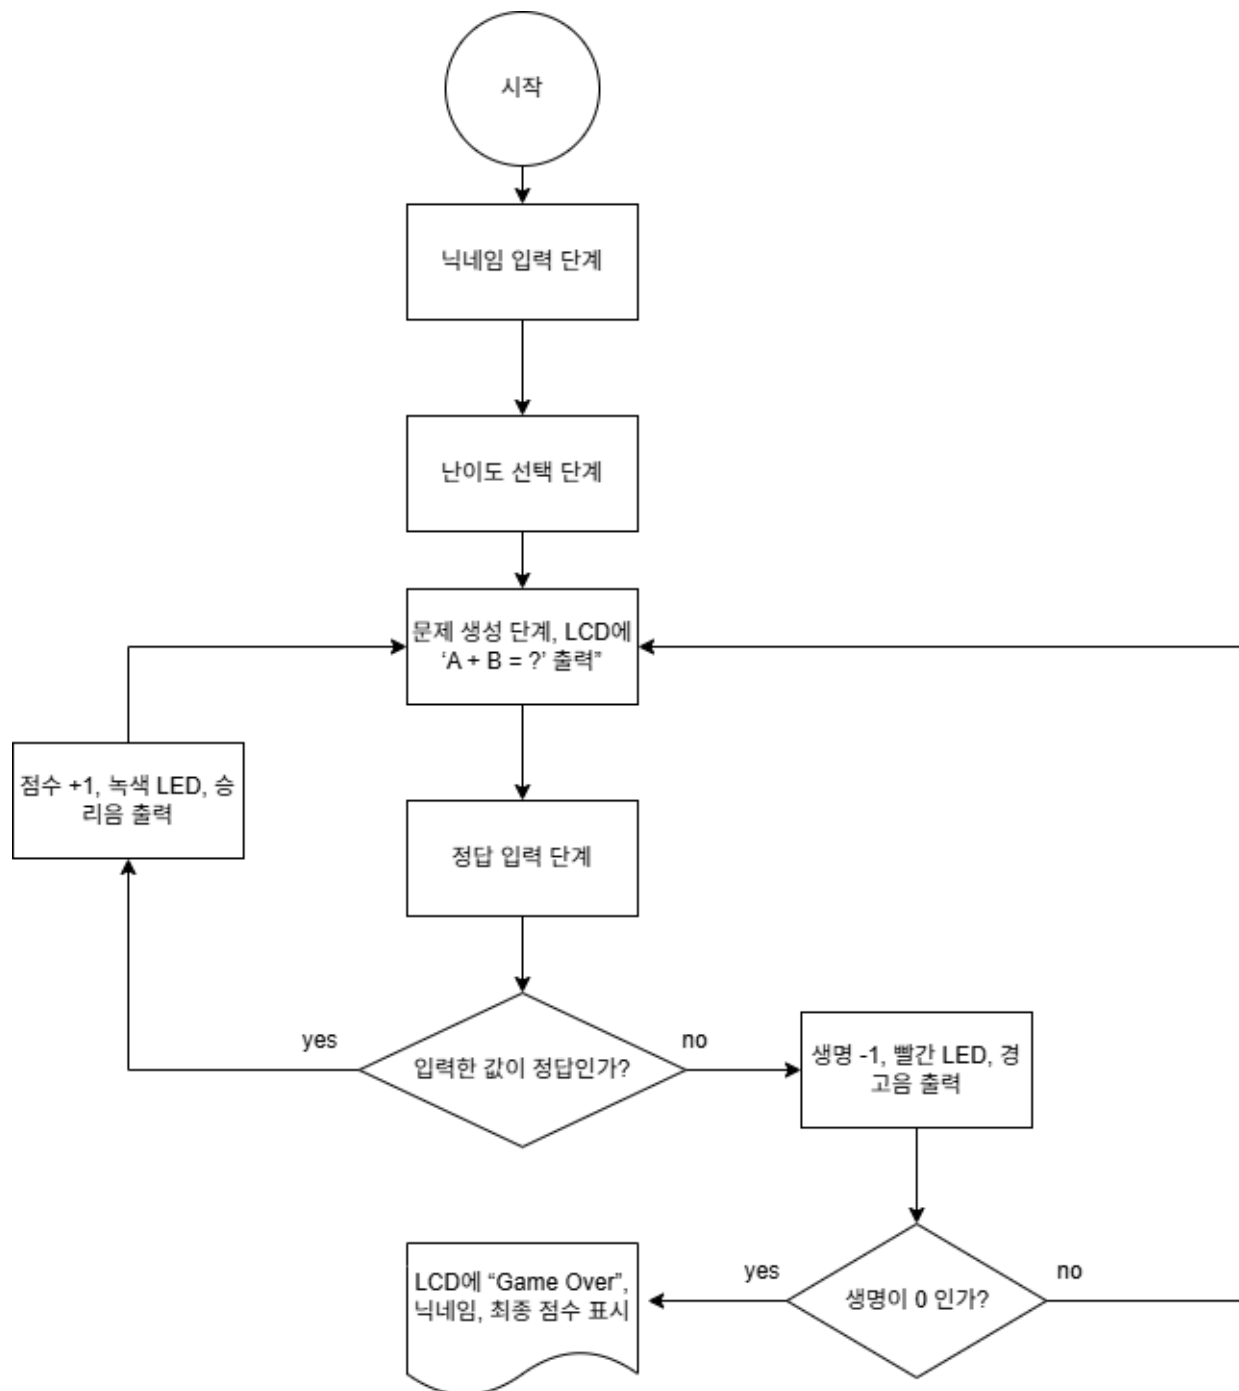 시작
닉네임 입력 단계
난이도 선택 단계
문제 생성 단계, LCD에
‘A + B = ?’ 출력”
점수 +1, 녹색 LED, 승
리음 출력
정답 입력 단계
yes
입력한 값이 정답인가?
no
생명 -1, 빨간 LED, 경
고음 출력
LCD에 “Game Over”,
닉네임, 최종 점수 표시
yes
생명이 0 인가?
no